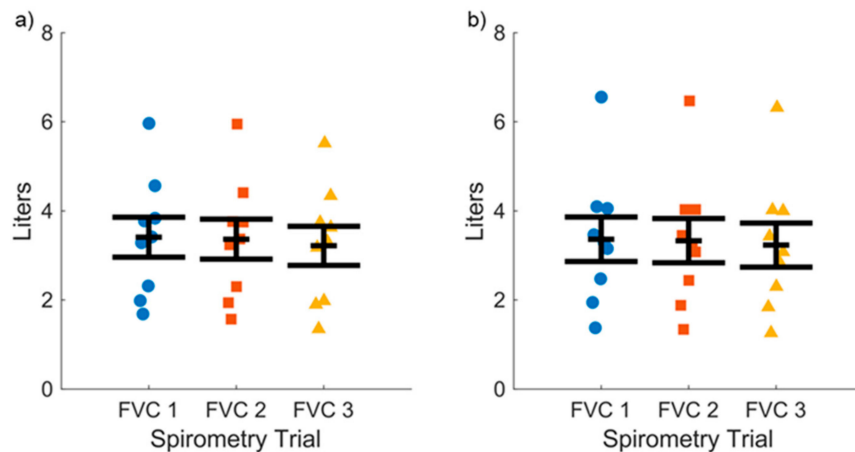 a)
8
6
4
2
0
Liters
FVC 1 FVC 2 FVC 3
Spirometry Trial
b)
8
6
4
2
0
Liters
FVC 1 FVC 2 FVC 3
Spirometry Trial